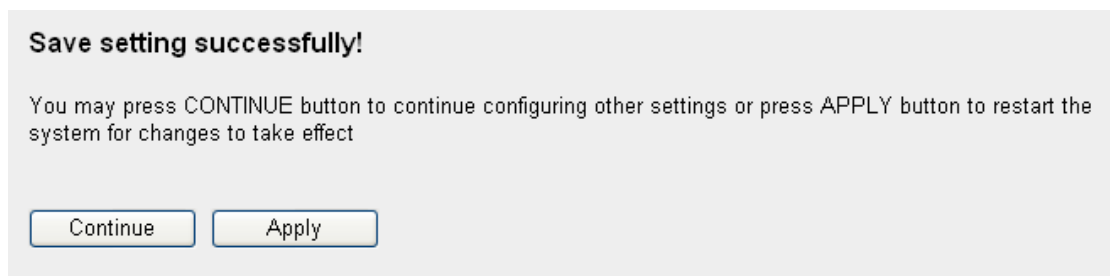 Save setting successfully!
You may press CONTINUE button to continue configuring other settings or press APPLY button to restart the
system for changes to take effect
Continue
Apply